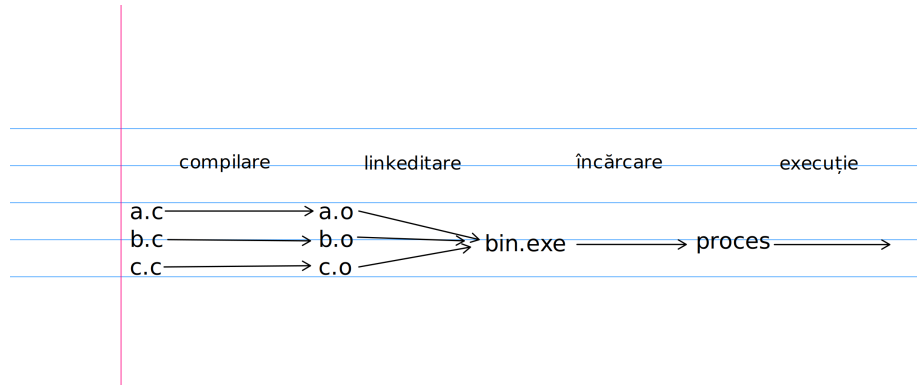 compilare linkeditare încărcare execuție
a.c a.o
b.c b.o bin.exe proces
c.c c.o